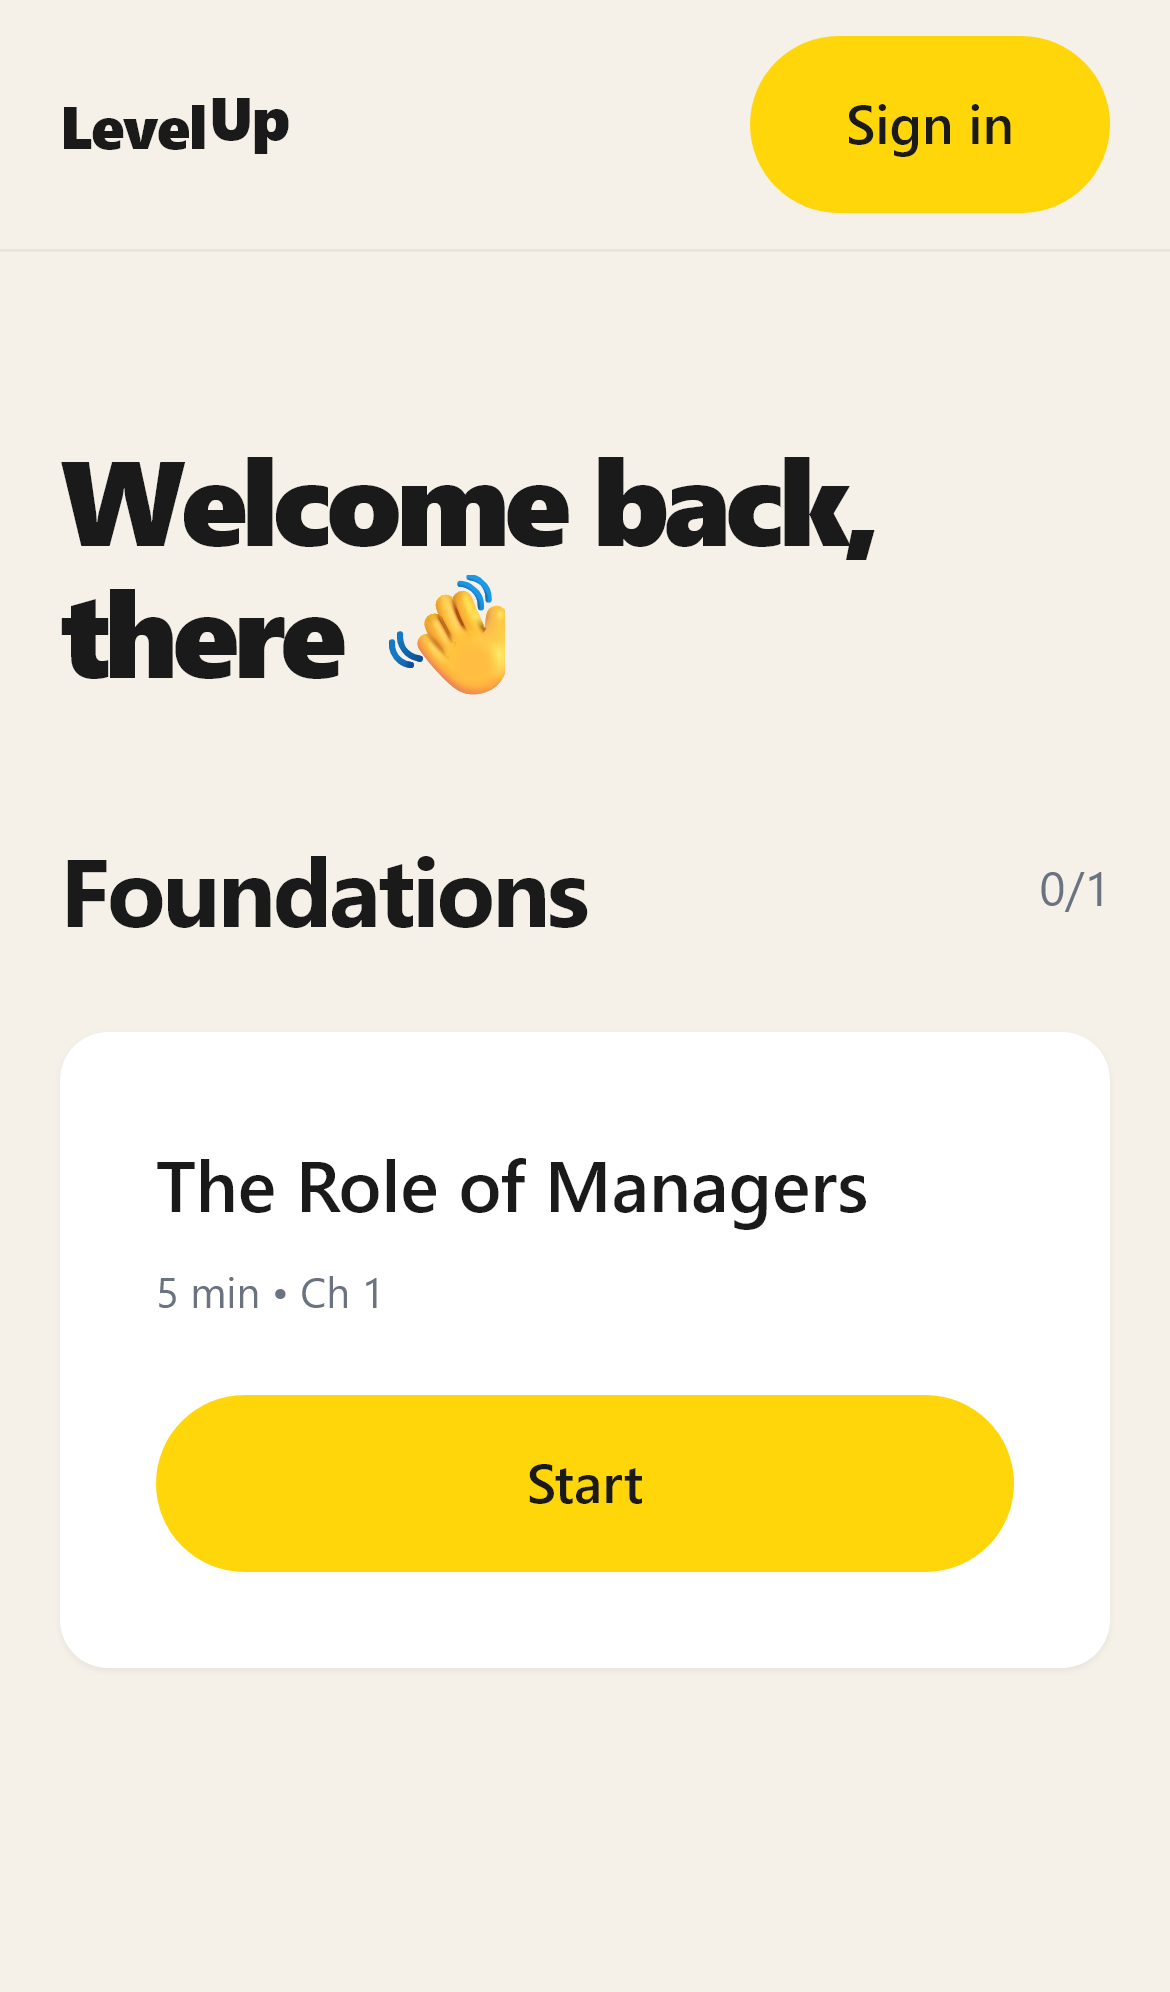 LevelUp
Sign in
Welcome back,
there 👋
Foundations
0/1
The Role of Managers
5 min • Ch 1
Start